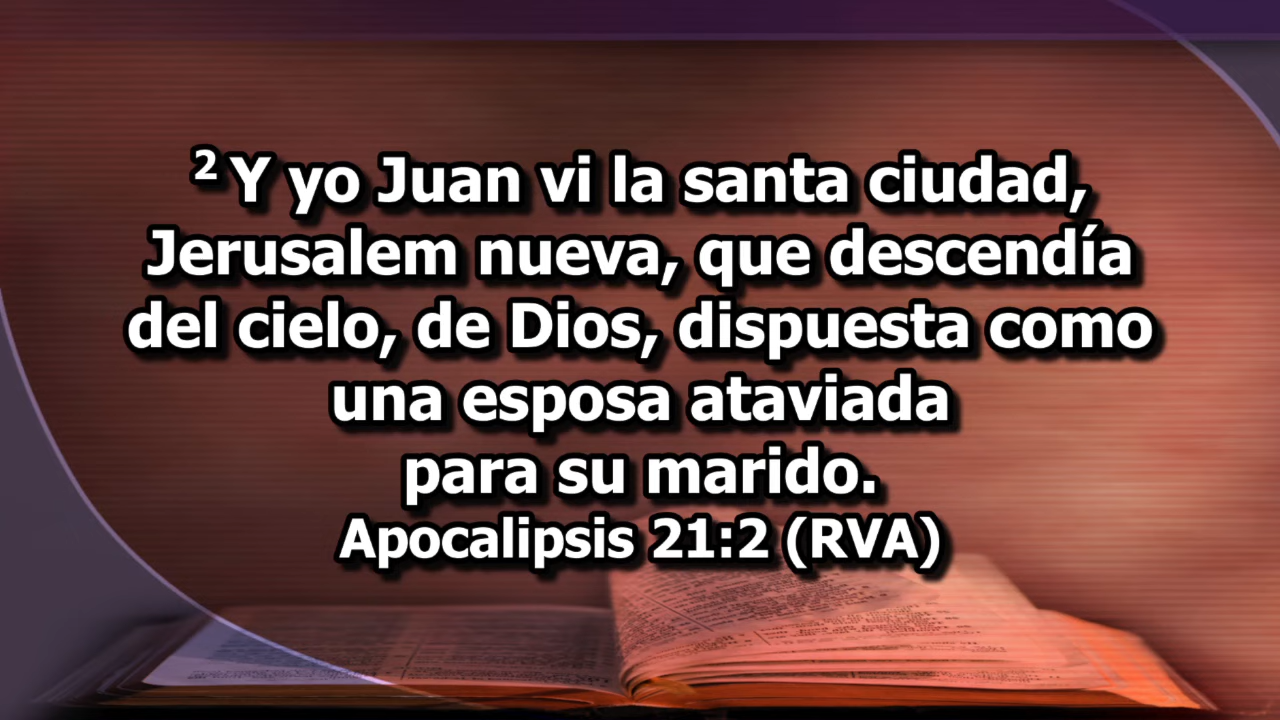 2 Y yo Juan vi la santa ciudad,
Jerusalem nueva, que descendía
del cielo, de Dios, dispuesta como
una esposa ataviada
para su marido.
Apocalipsis 21:2 (RVA)